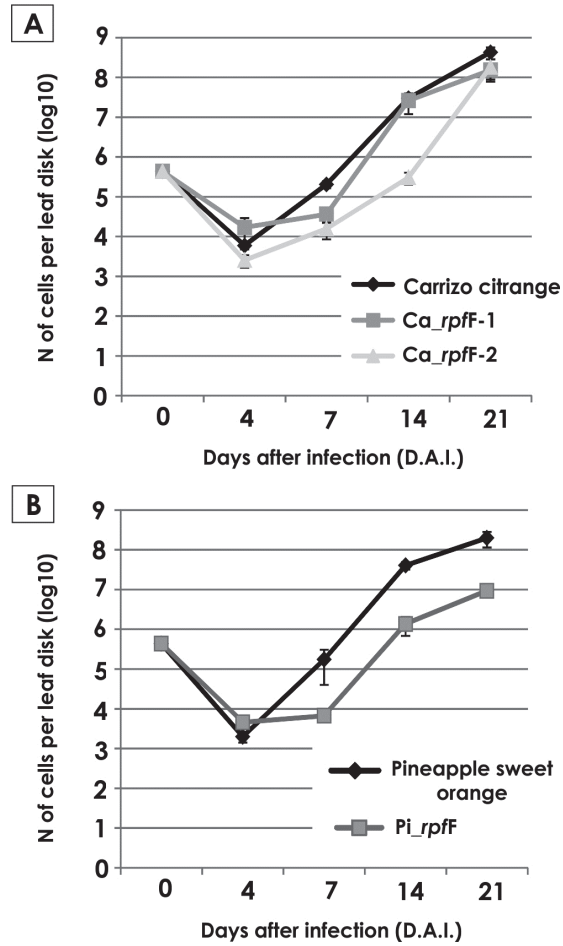 A
9
8
7
6
5
4
3
2
1
0
N of cells per leaf disk (log10)
Carrizo citrange
Ca_rpfF-1
Ca_rpfF-2
0 4 7 14 21
Days after infection (D.A.I.)
B
9
8
7
6
5
4
3
2
1
0
N of cells per leaf disk (log10)
Pineapple sweet
orange
Pi_rpfF
0 4 7 14 21
Days after infection (D.A.I.)